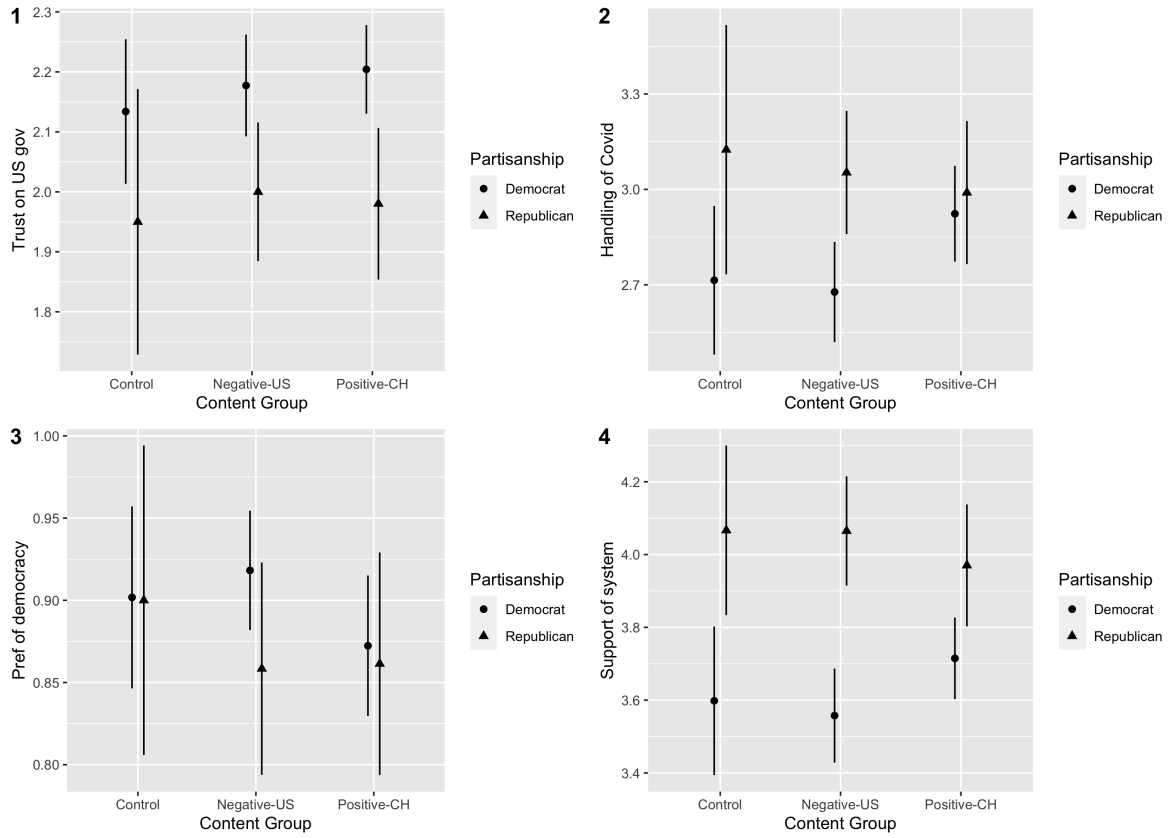 1
Trust on US gov
2.3
2.2
2.1
2.0
1.9
1.8
Control Negative-US Positive-CH
Content Group
Partisanship
Democrat
Republican
2
Handling of Covid
3.3
3.0
2.7
Control Negative-US Positive-CH
Content Group
Partisanship
Democrat
Republican
3
Pref of democracy
1.00
0.95
0.90
0.85
0.80
Control Negative-US Positive-CH
Content Group
Partisanship
Democrat
Republican
4
Support of system
4.2
4.0
3.8
3.6
3.4
Control Negative-US Positive-CH
Content Group
Partisanship
Democrat
Republican